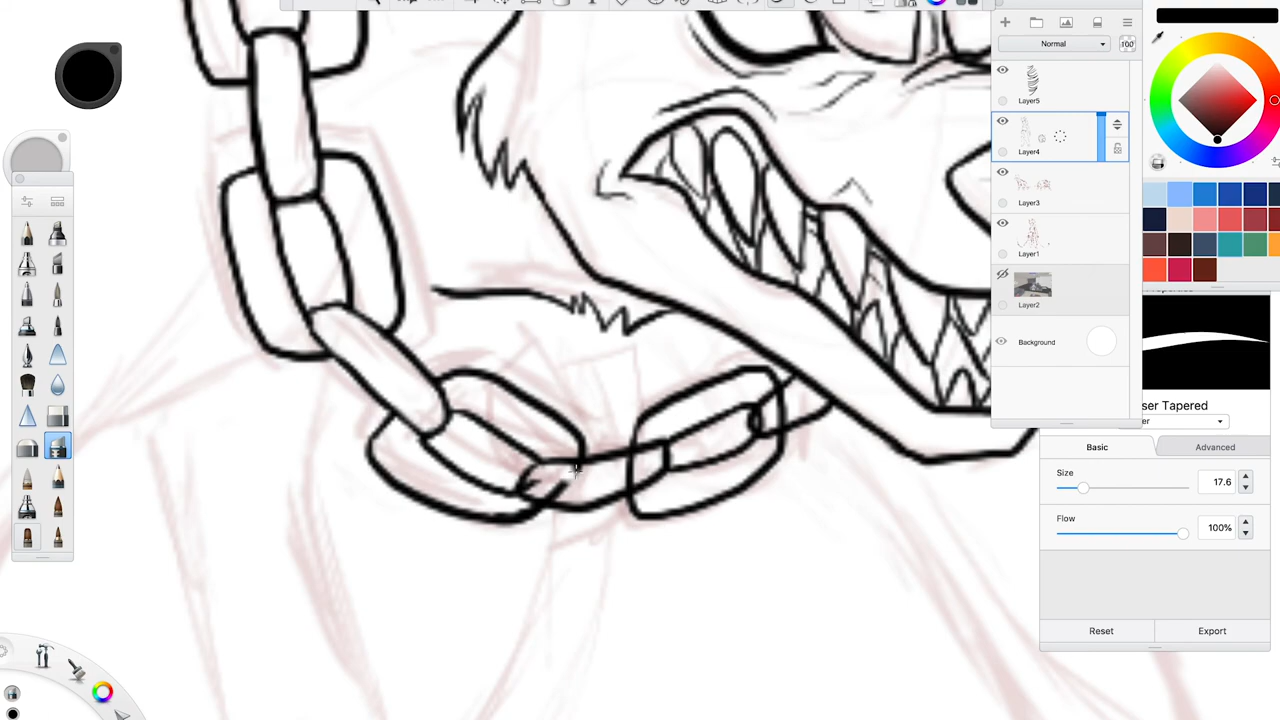 Normal
100
Layer5
Layer4
Layer3
Layer1
Layer2
Background
ser Tapered
er
Basic
Advanced
Size
17.6
Flow
100%
Reset
Export